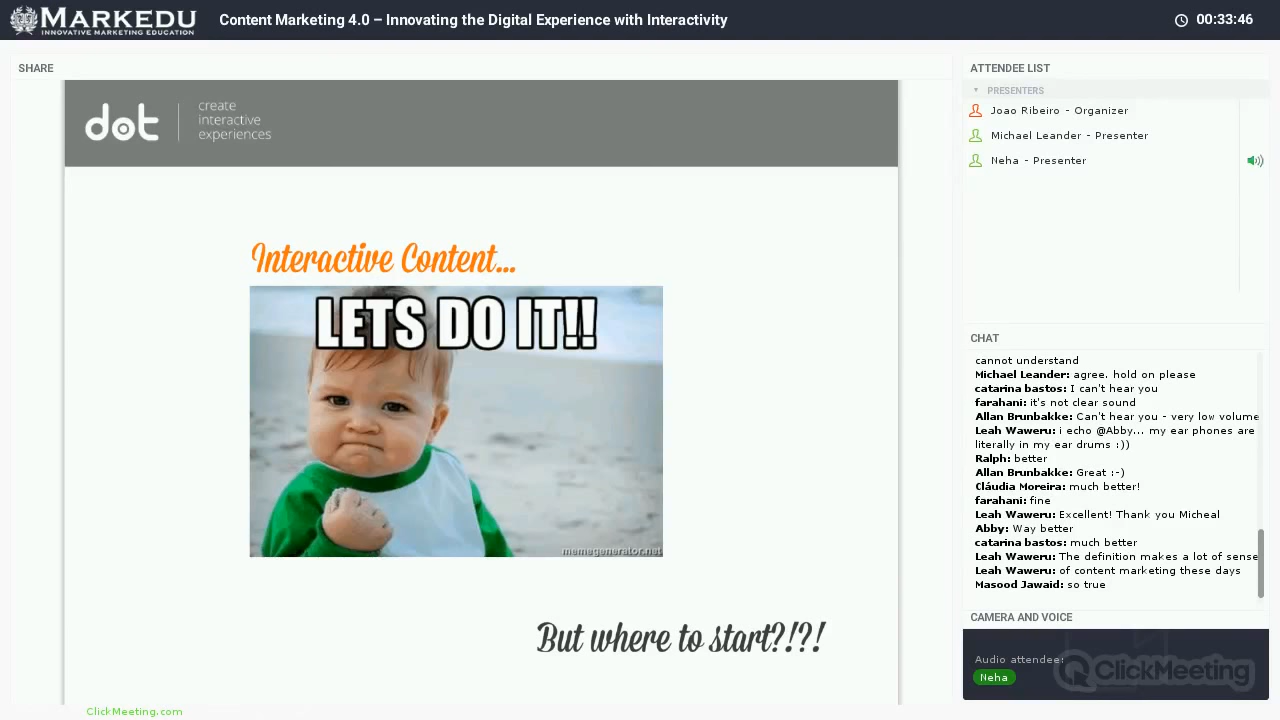 MARKEDU
INNOVATIVE MARKETING EDUCATION
Content Marketing 4.0 – Innovating the Digital Experience with Interactivity
00:33:46
SHARE
dot
create
interactive
experiences
Interactive Content...
LETS DO IT!!
memegenerator.net
But where to start?!?!
ClickMeeting.com
ATTENDEE LIST
PRESENTERS
Joao Ribeiro - Organizer
Michael Leander - Presenter
Neha - Presenter
CHAT
cannot understand
Michael Leander: agree. hold on please
catarina bastos: I can't hear you
farahani: it's not clear sound
Allan Brunbakke: Can't hear you - very low volume
Leah Waweru: i echo @Abby... my ear phones are
literally in my ear drums :))
Ralph: better
Allan Brunbakke: Great :-)
Cláudia Moreira: much better!
farahani: fine
Leah Waweru: Excellent! Thank you Micheal
Abby: Way better
catarina bastos: much better
Leah Waweru: The definition makes a lot of sense
Leah Waweru: of content marketing these days
Masood Jawaid: so true
CAMERA AND VOICE
Audio attendee:
Neha
ClickMeeting